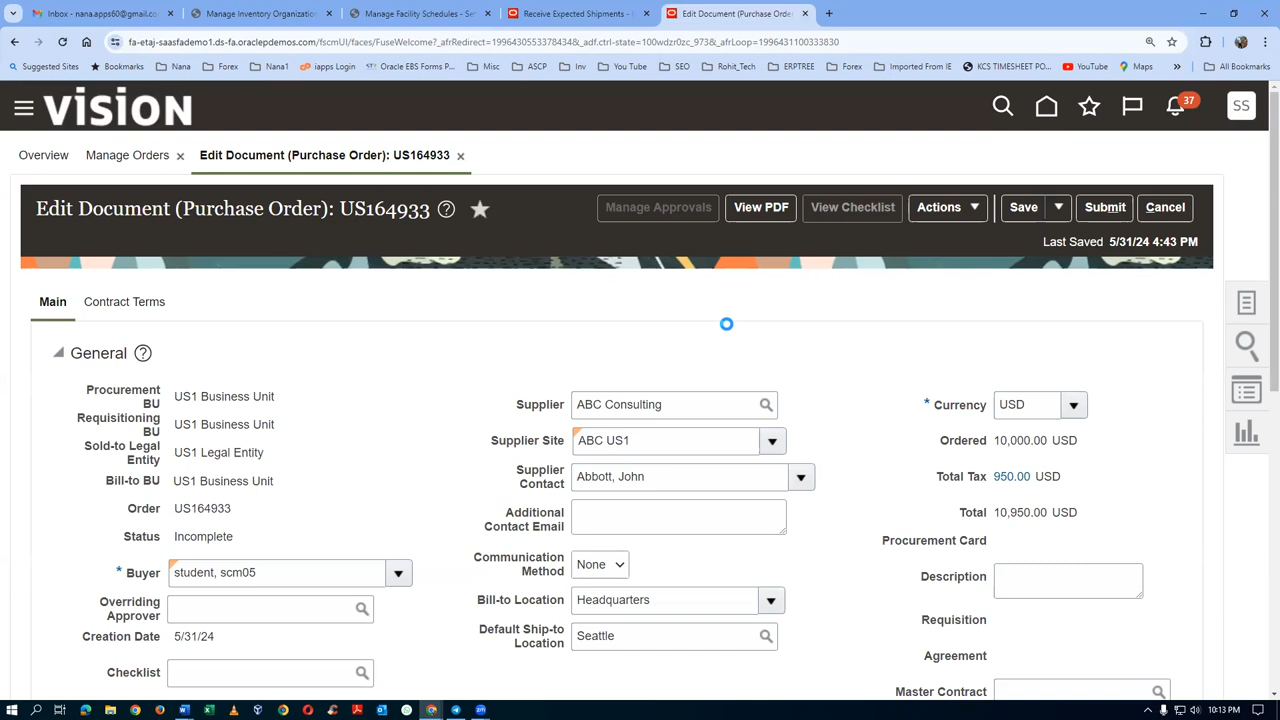 Inbox - nana.apps60@gmail.co
Manage Inventory Organization
Manage Facility Schedules - Se
Receive Expected Shipments -
Edit Document (Purchase Order
fa-etaj-saasfademo1.ds-fa.oraclepdemos.com/fscmUI/faces/FuseWelcome?_afrRedirect=1996430553378434&_adf.ctrl-state=100wdzr0zc_973&_afrLoop=1996431100333830
Suggested Sites
Bookmarks
Nana
Forex
Nana1
iapps Login
Oracle EBS Forms P...
Misc
ASCP
Inv
You Tube
SEO
Rohit_Tech
ERPTREE
Forex
Imported From IE
KCS TIMESHEET PO...
YouTube
Maps
»
All Bookmarks
VISION
37
SS
Overview
Manage Orders
Edit Document (Purchase Order): US164933
Edit Document (Purchase Order): US164933
Manage Approvals
View PDF
View Checklist
Actions
Save
Submit
Cancel
Last Saved 5/31/24 4:43 PM
Main
Contract Terms
General
Procurement
BU
US1 Business Unit
Requisitioning
BU
US1 Business Unit
Sold-to Legal
Entity
US1 Legal Entity
Bill-to BU US1 Business Unit
Order US164933
Status Incomplete
* Buyer student, scm05
Overriding
Approver
Creation Date 5/31/24
Checklist
Supplier ABC Consulting
Supplier Site ABC US1
Supplier
Contact
Abbott, John
Additional
Contact Email
Communication
Method
None
Bill-to Location Headquarters
Default Ship-to
Location
Seattle
* Currency USD
Ordered 10,000.00 USD
Total Tax 950.00 USD
Total 10,950.00 USD
Procurement Card
Description
Requisition
Agreement
Master Contract
10:13 PM